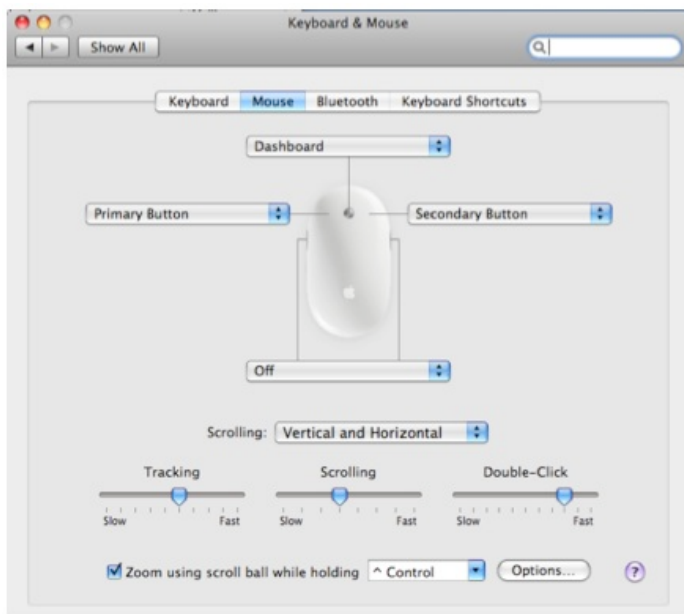 Keyboard & Mouse
Show All
Keyboard Mouse Bluetooth Keyboard Shortcuts
Dashboard
Primary Button Secondary Button
Off
Scrolling: Vertical and Horizontal
Tracking Scrolling Double-Click
Slow Fast Slow Fast Slow Fast
Zoom using scroll ball while holding ^ Control Options... ?